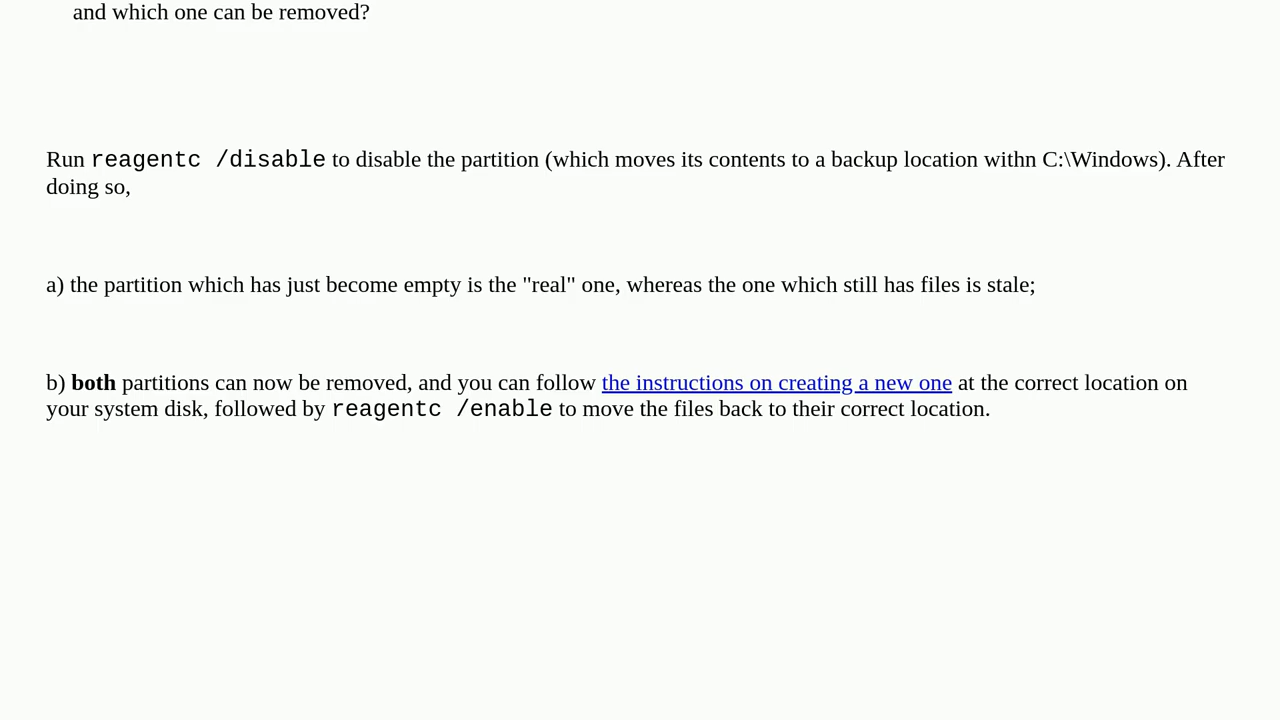 and which one can be removed?
Run reagentc /disable to disable the partition (which moves its contents to a backup location withn C:\Windows). After
doing so,
a) the partition which has just become empty is the "real" one, whereas the one which still has files is stale;
b) both partitions can now be removed, and you can follow the instructions on creating a new one at the correct location on
your system disk, followed by reagentc /enable to move the files back to their correct location.